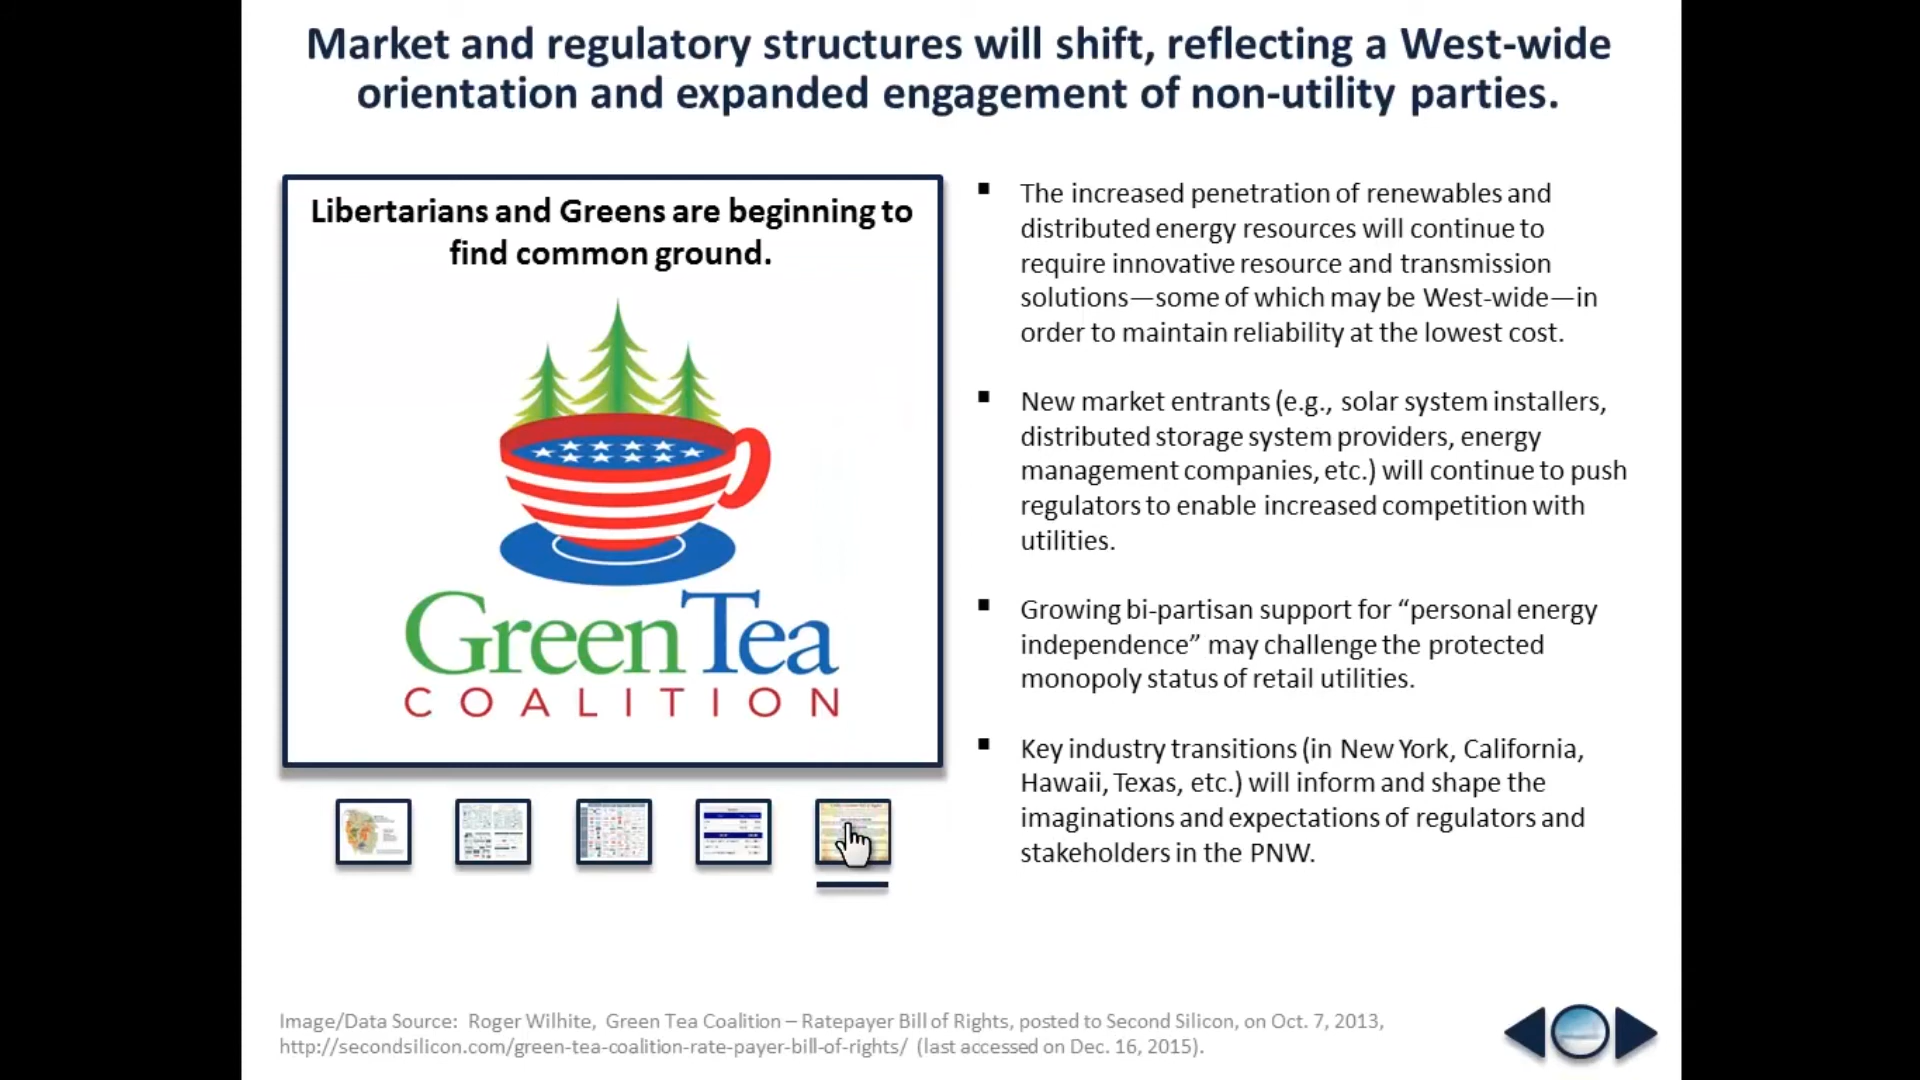 Market and regulatory structures will shift, reflecting a West-wide
orientation and expanded engagement of non-utility parties.
Libertarians and Greens are beginning to
find common ground.
GreenTea
COALITION
▪ The increased penetration of renewables and
distributed energy resources will continue to
require innovative resource and transmission
solutions—some of which may be West-wide—in
order to maintain reliability at the lowest cost.
▪ New market entrants (e.g., solar system installers,
distributed storage system providers, energy
management companies, etc.) will continue to push
regulators to enable increased competition with
utilities.
▪ Growing bi-partisan support for “personal energy
independence” may challenge the protected
monopoly status of retail utilities.
▪ Key industry transitions (in New York, California,
Hawaii, Texas, etc.) will inform and shape the
imaginations and expectations of regulators and
stakeholders in the PNW.
Image/Data Source: Roger Wilhite, Green Tea Coalition – Ratepayer Bill of Rights, posted to Second Silicon, on Oct. 7, 2013,
http://secondsilicon.com/green-tea-coalition-rate-payer-bill-of-rights/ (last accessed on Dec. 16, 2015).